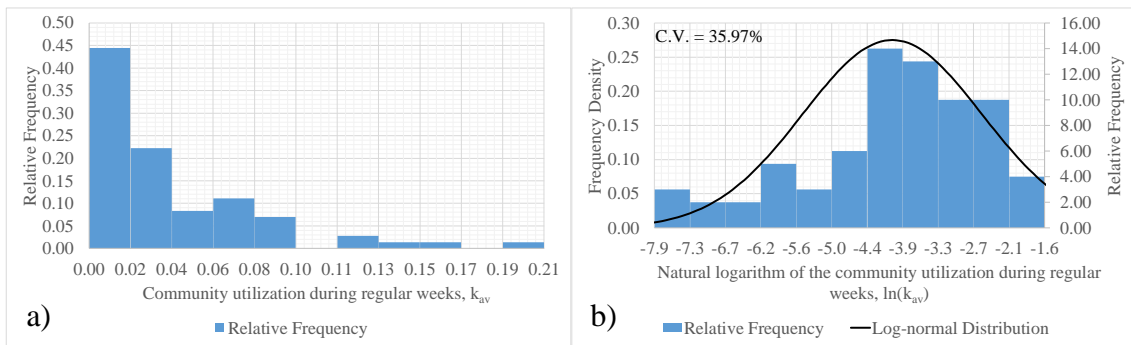 0.50
0.45
0.40
0.35
0.30
0.25
0.20
0.15
0.10
0.05
0.00
Relative Frequency
0.00 0.02 0.04 0.06 0.08 0.10 0.12 0.13 0.15 0.17 0.19 0.21
Community utilization during regular weeks, k_av
a)
Relative Frequency
C.V. = 35.97%
0.30
0.25
0.20
0.15
0.10
0.05
0.00
Frequency Density
16.00
14.00
12.00
10.00
8.00
6.00
4.00
2.00
0.00
Relative Frequency
-7.9 -7.3 -6.7 -6.2 -5.6 -5.0 -4.4 -3.9 -3.3 -2.7 -2.1 -1.6
Natural logarithm of the community utilization during regular
weeks, ln(k_av)
b)
Relative Frequency Log-normal Distribution